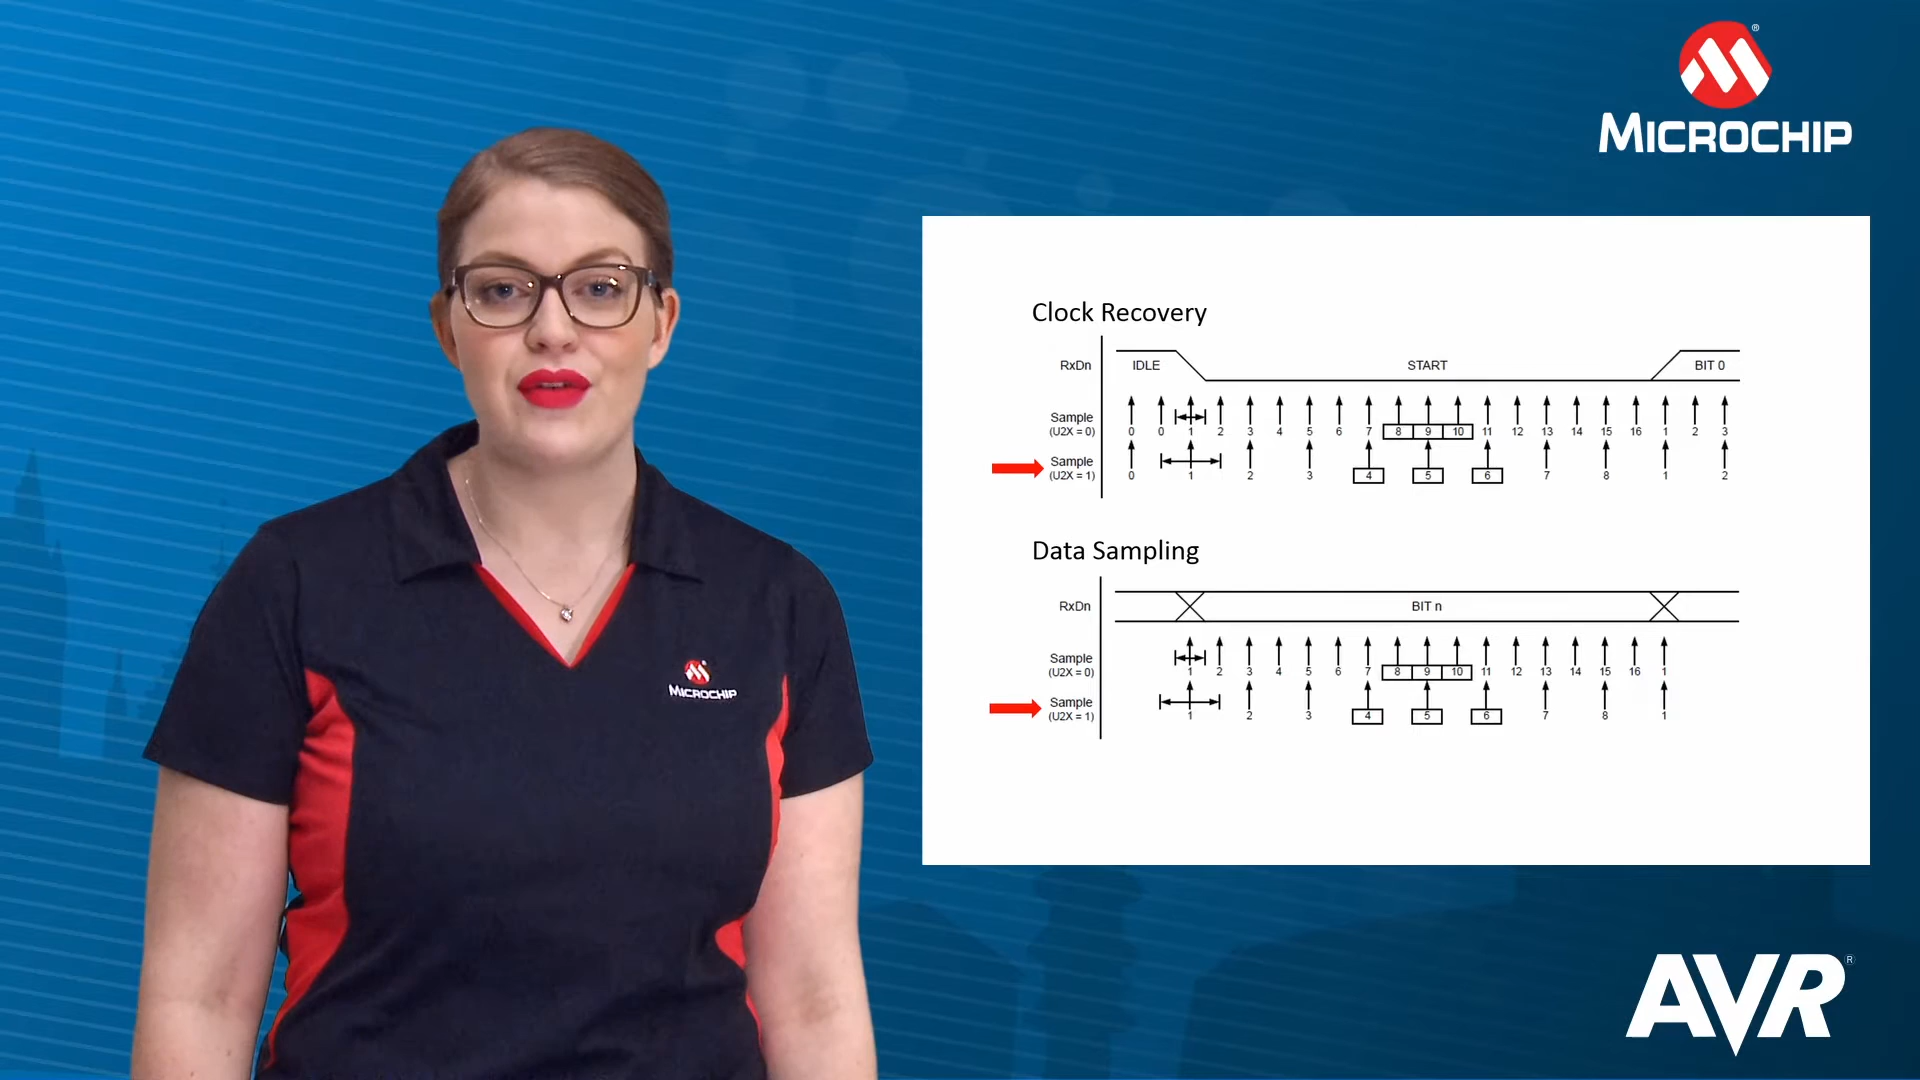 MICROCHIP
®
Clock Recovery
RxDn IDLE START BIT 0
Sample
(U2X = 0) 0 0 1 2 3 4 5 6 7 8 9 10 11 12 13 14 15 16 1 2 3
Sample
(U2X = 1) 0 1 2 3 4 5 6 7 8 1 2
Data Sampling
RxDn BIT n
Sample
(U2X = 0) 1 2 3 4 5 6 7 8 9 10 11 12 13 14 15 16 1
Sample
(U2X = 1) 1 2 3 4 5 6 7 8 1
MICROCHIP
AVR®